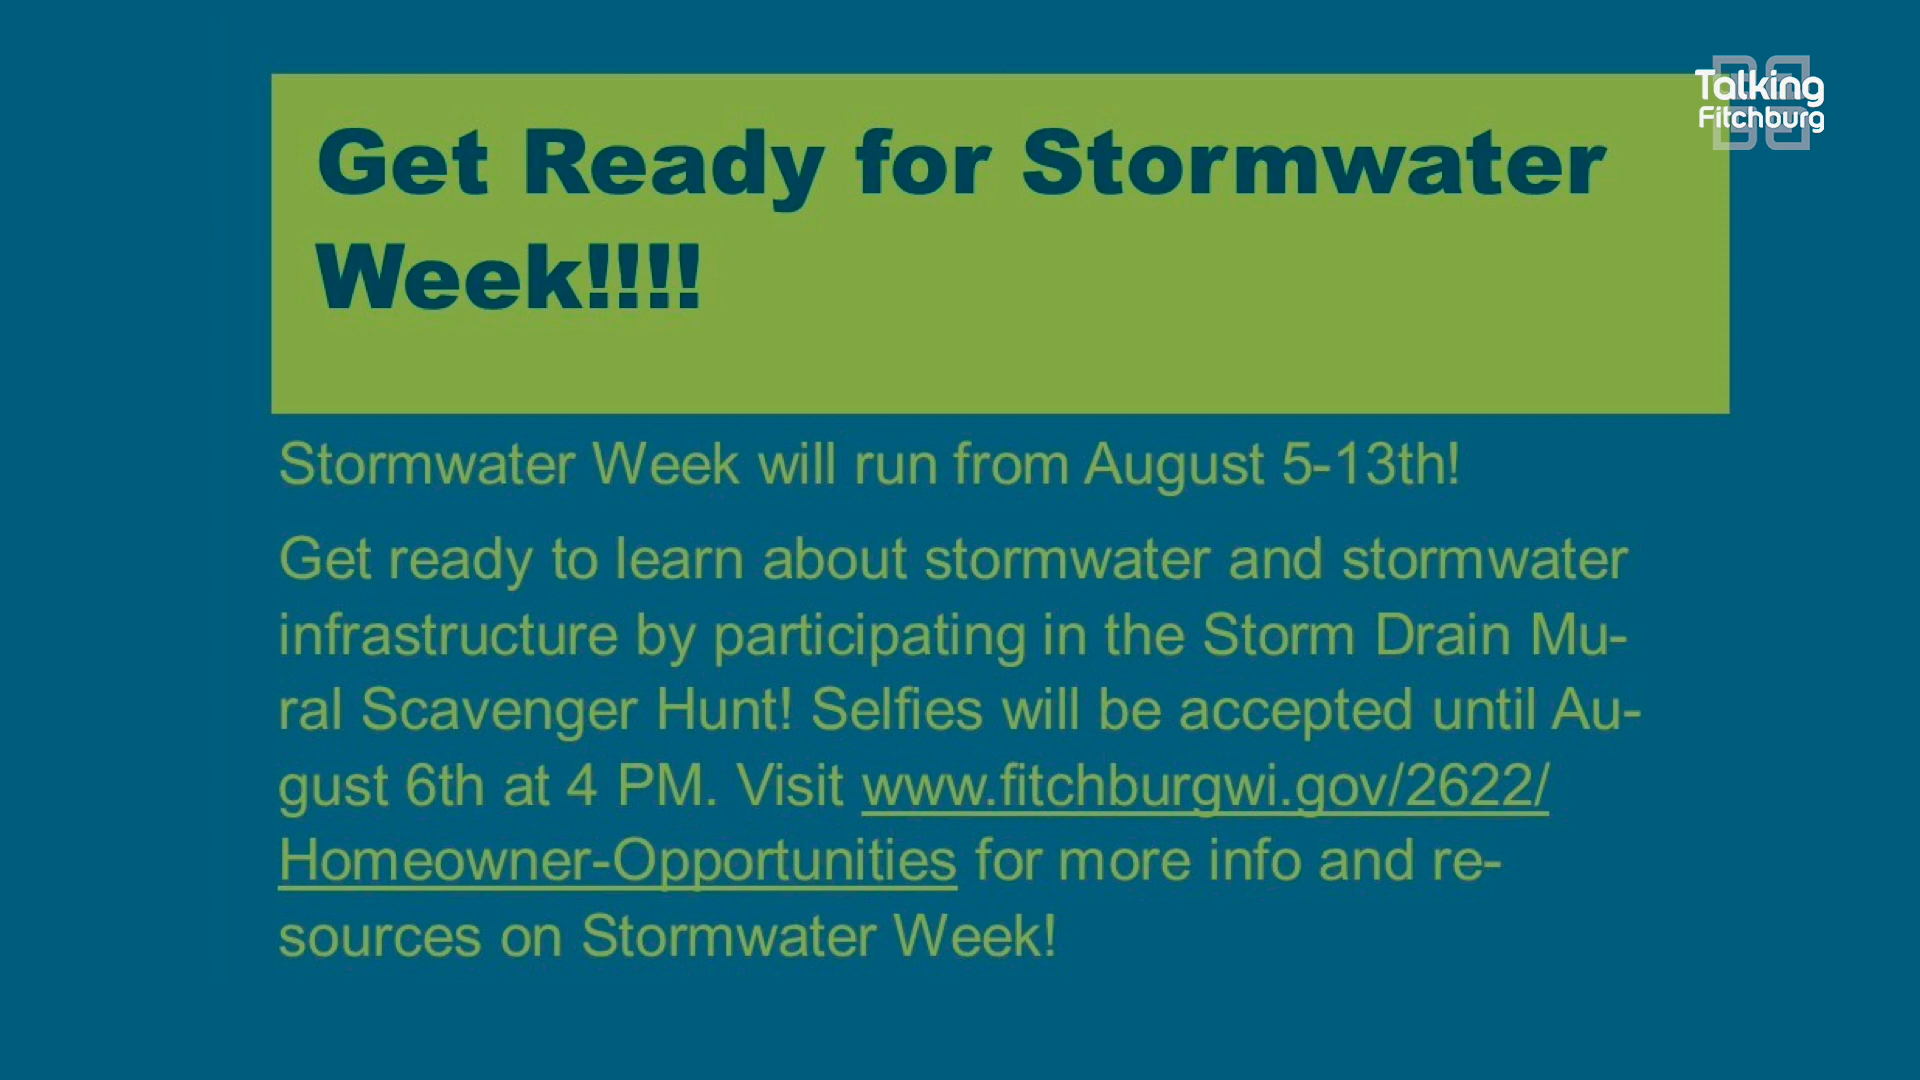 Talking
Fitchburg
Get Ready for Stormwater
Week!!!!
Stormwater Week will run from August 5-13th!
Get ready to learn about stormwater and stormwater
infrastructure by participating in the Storm Drain Mu-
ral Scavenger Hunt! Selfies will be accepted until Au-
gust 6th at 4 PM. Visit www.fitchburgwi.gov/2622/
Homeowner-Opportunities for more info and re-
sources on Stormwater Week!